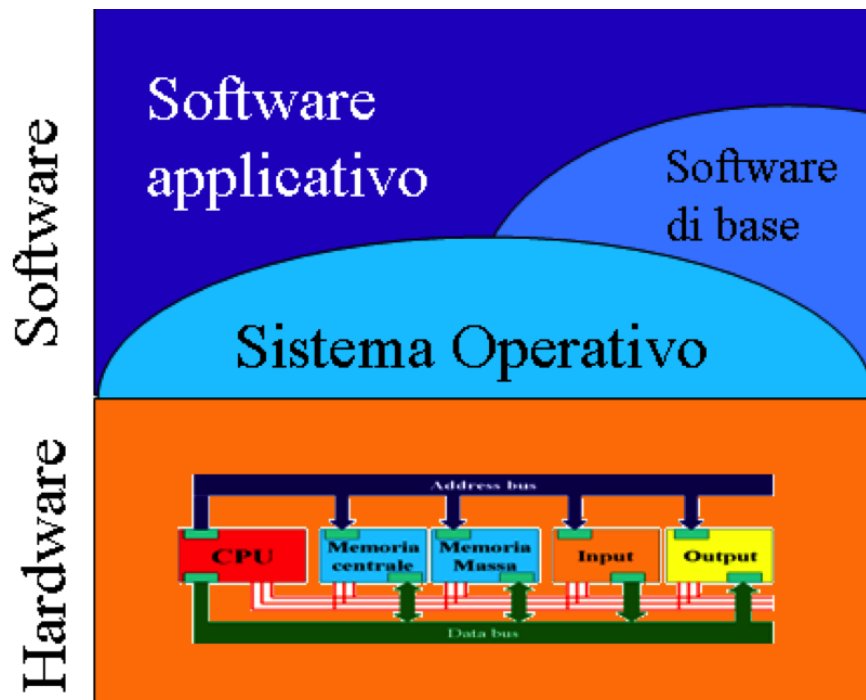 Software
Software
applicativo
Software
di base
Sistema Operativo
Hardware
Address bus
CPU
Memoria
centrale
Memoria
Massa
Input
Output
Data bus